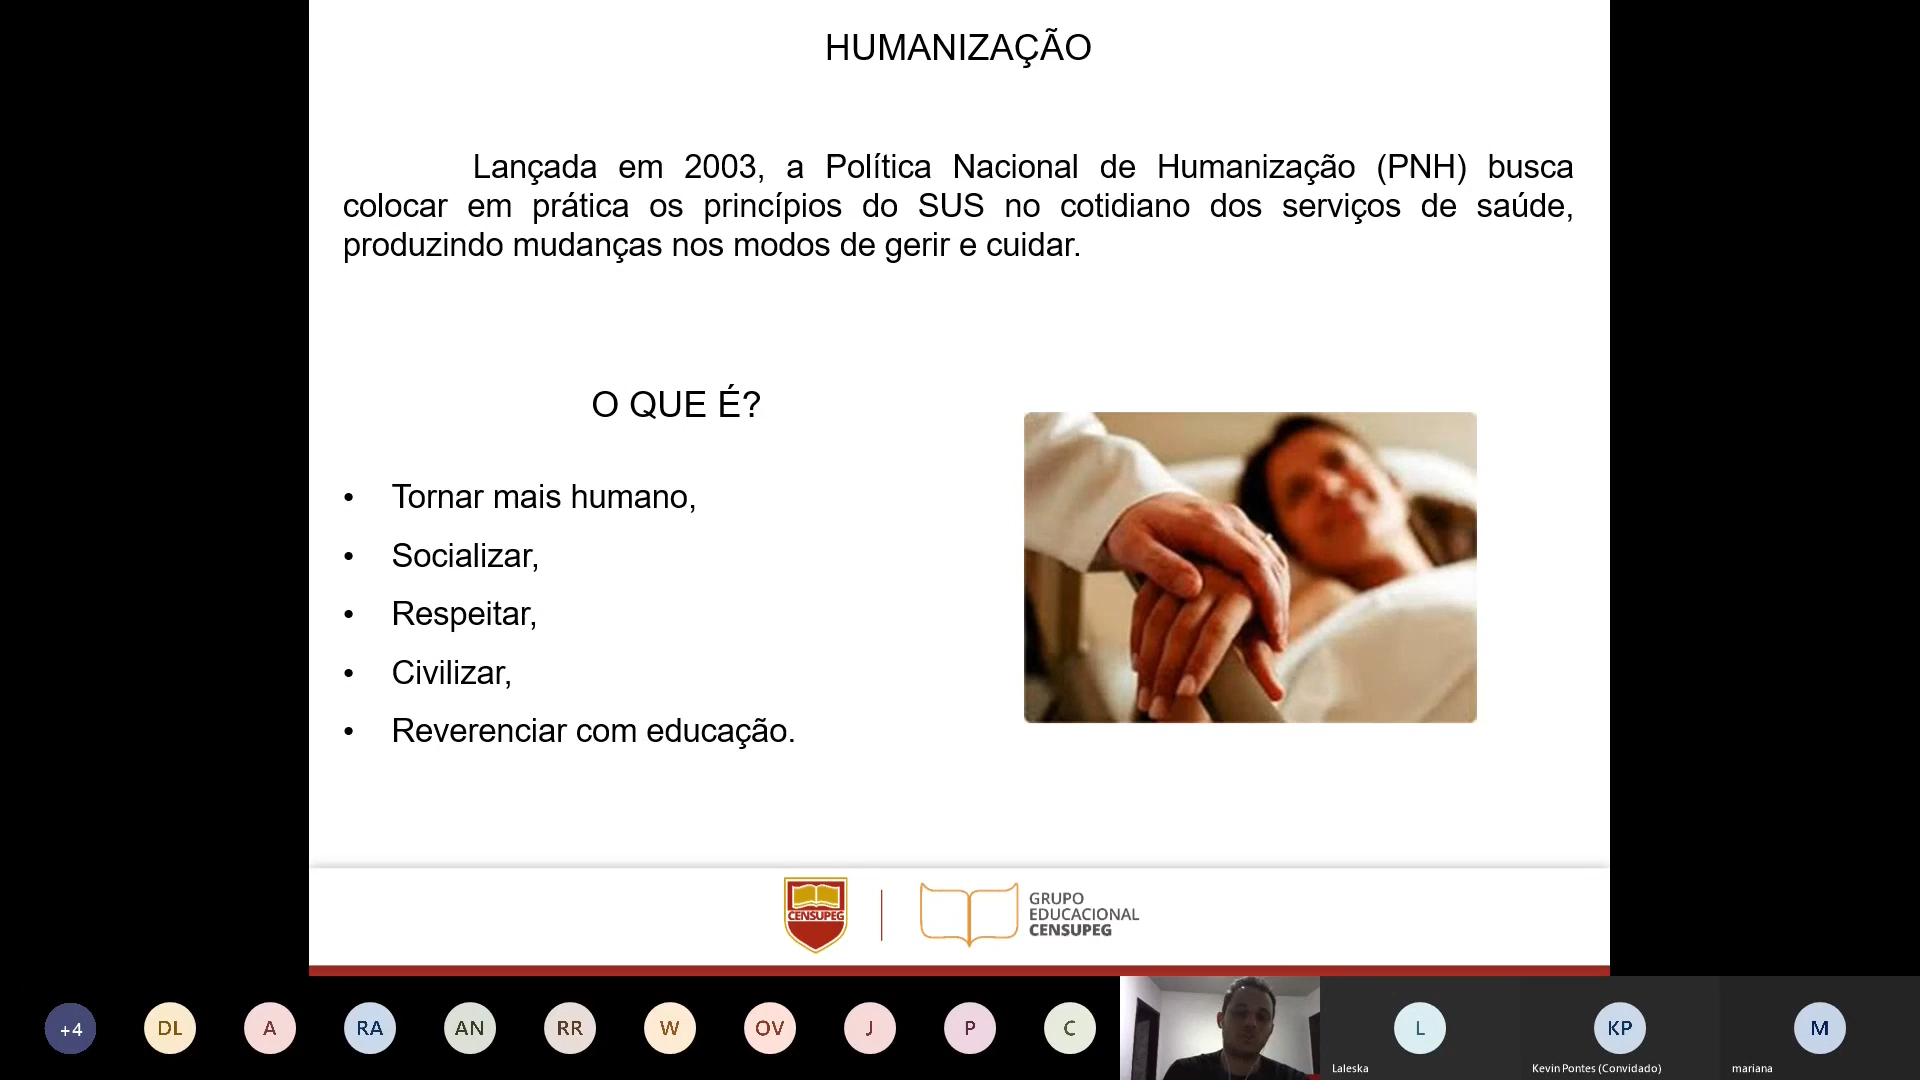 HUMANIZAÇÃO
Lançada em 2003, a Política Nacional de Humanização (PNH) busca
colocar em prática os princípios do SUS no cotidiano dos serviços de saúde,
produzindo mudanças nos modos de gerir e cuidar.
O QUE É?
• Tornar mais humano,
• Socializar,
• Respeitar,
• Civilizar,
• Reverenciar com educação.
CENSUPEG
GRUPO
EDUCACIONAL
CENSUPEG
+4 DL A RA AN RR W OV J P C L KP M
Laleska Kevin Pontes (Convidado) mariana